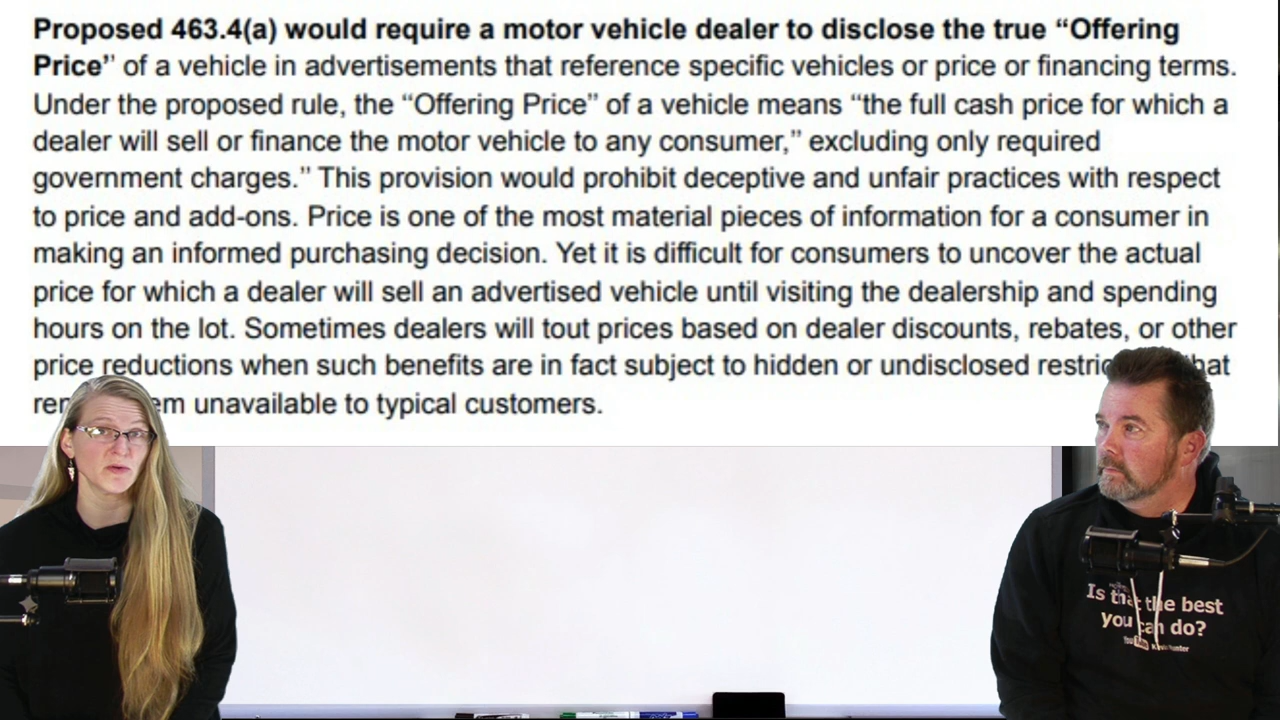 Proposed 463.4(a) would require a motor vehicle dealer to disclose the true “Offering
Price” of a vehicle in advertisements that reference specific vehicles or price or financing terms.
Under the proposed rule, the “Offering Price” of a vehicle means “the full cash price for which a
dealer will sell or finance the motor vehicle to any consumer,” excluding only required
government charges.” This provision would prohibit deceptive and unfair practices with respect
to price and add-ons. Price is one of the most material pieces of information for a consumer in
making an informed purchasing decision. Yet it is difficult for consumers to uncover the actual
price for which a dealer will sell an advertised vehicle until visiting the dealership and spending
hours on the lot. Sometimes dealers will tout prices based on dealer discounts, rebates, or other
price reductions when such benefits are in fact subject to hidden or undisclosed
unavailable to typical customers.
Is that the best
you can do?